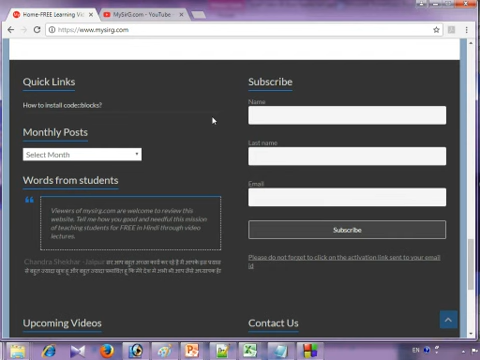 Home-FREE Learning Vi
MySirG.com - YouTube
https://www.mysirg.com
Quick Links
How to install code::blocks?
Monthly Posts
Select Month
Words from students
Viewers of mysirg.com are welcome to review this
website. Tell me how you good and needful this mission
of teaching students for FREE in Hindi through video
lectures.
Chandra Shekhar - Jaipur
Upcoming Videos
Subscribe
Name
Last name
Email
Subscribe
Please do not forget to click on the activation link sent to your email
id
Contact Us
EN